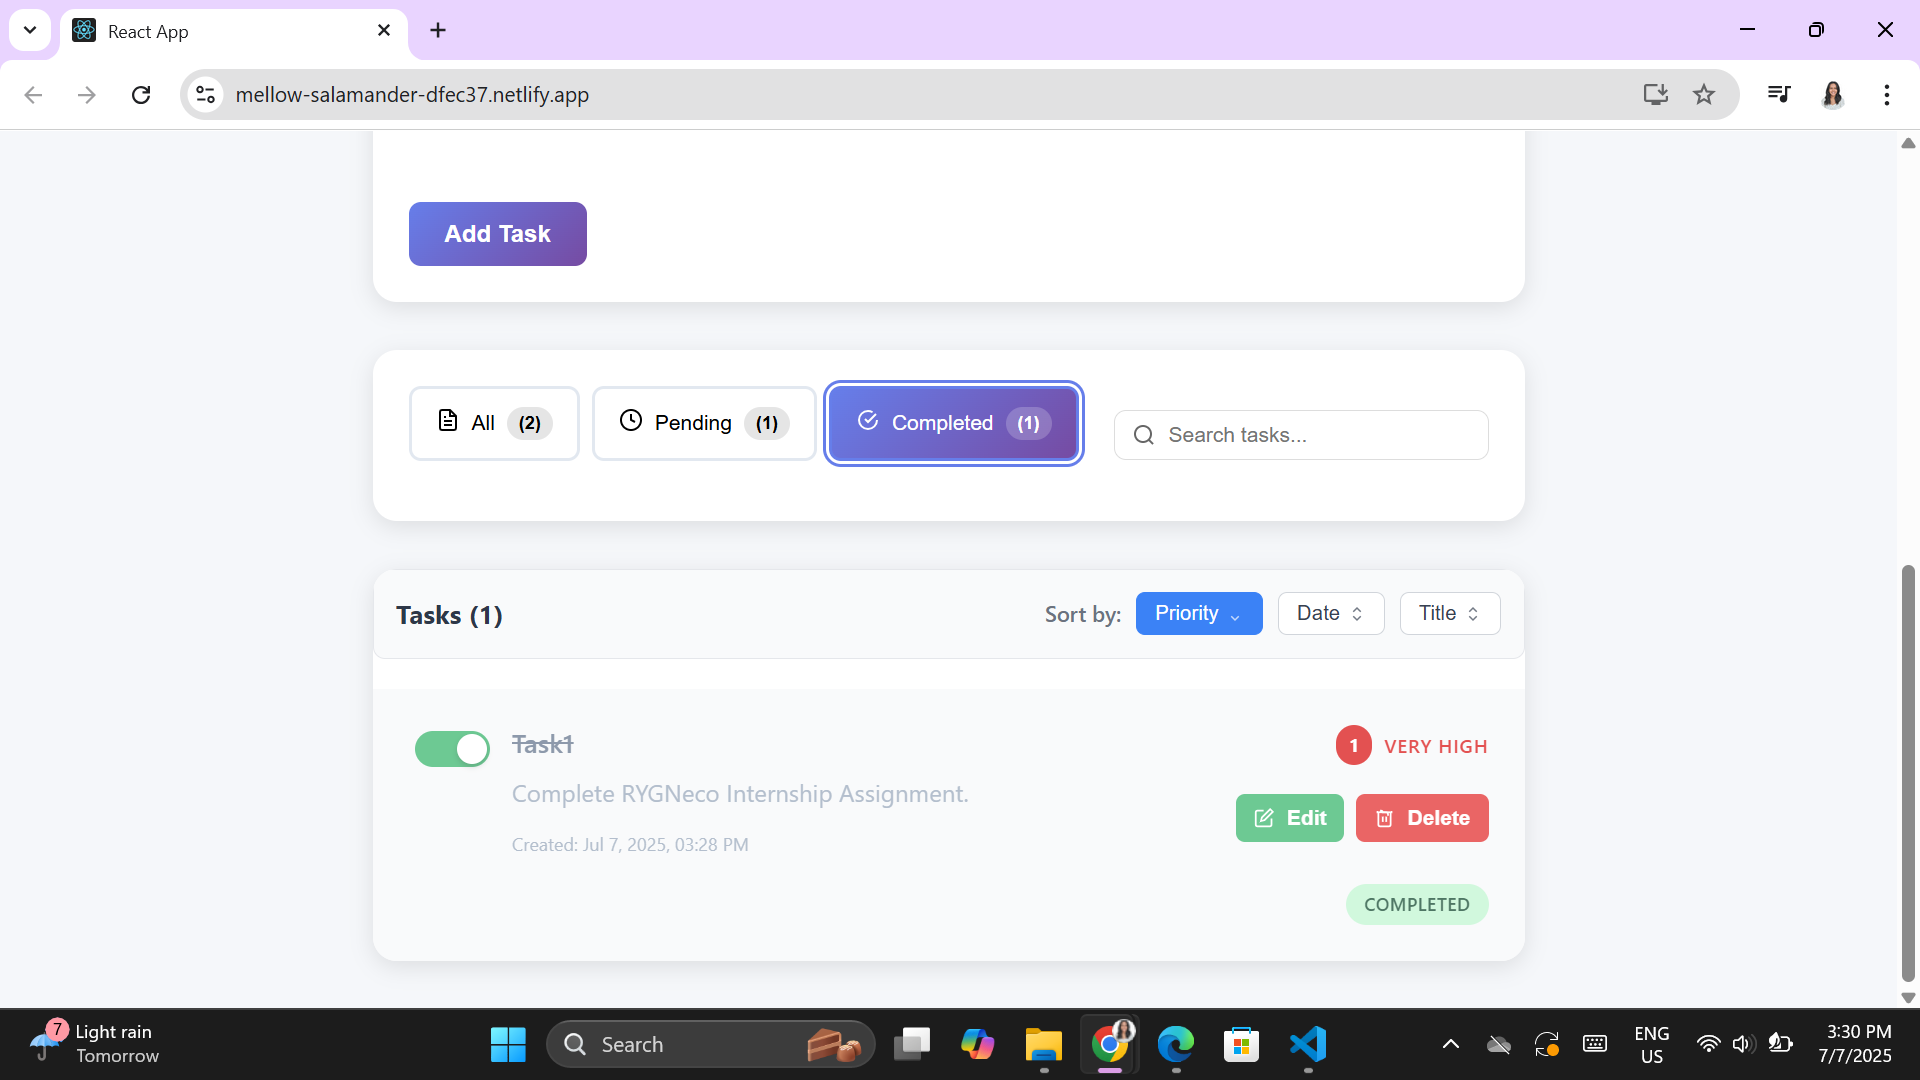 React App
mellow-salamander-dfec37.netlify.app
Add Task
All (2) Pending (1) Completed (1) Search tasks...
Tasks (1) Sort by: Priority Date Title
Task1 1 VERY HIGH
Complete RYGNeco Internship Assignment.
Edit Delete
Created: Jul 7, 2025, 03:28 PM
COMPLETED
7 Light rain
Tomorrow
Search
ENG
US
3:30 PM
7/7/2025